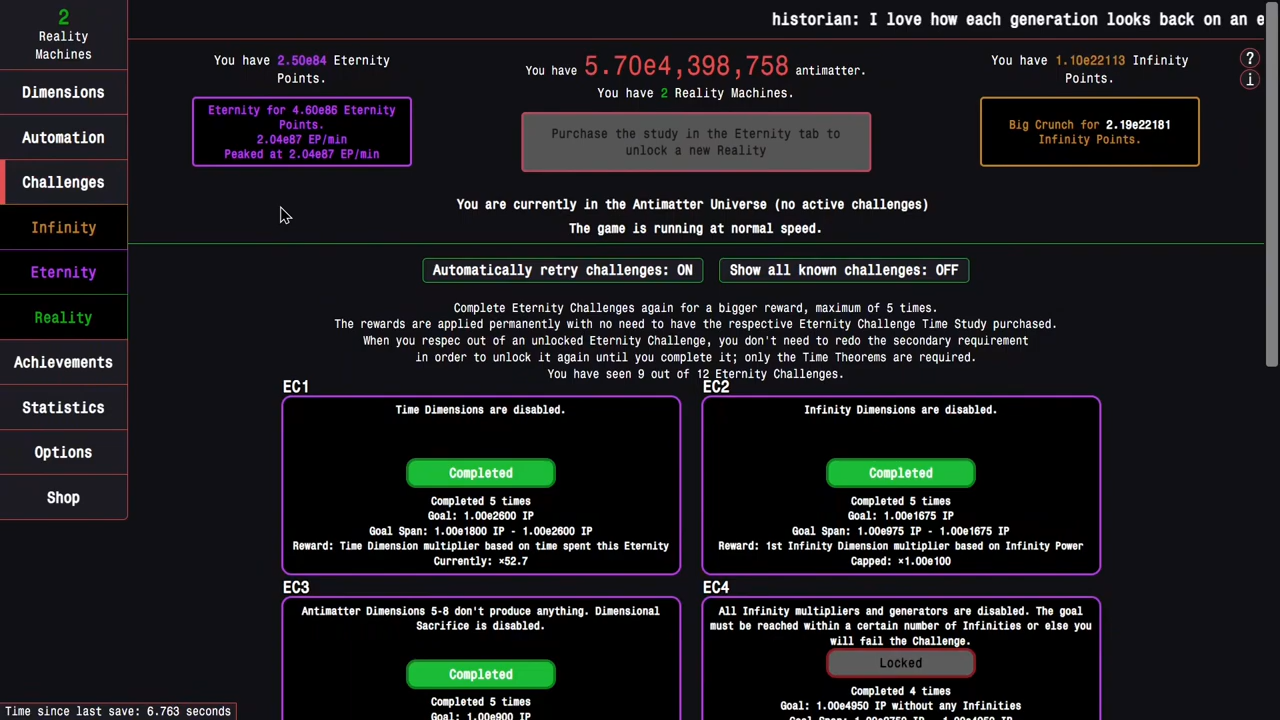 2
Reality
Machines
Dimensions
Automation
Challenges
Infinity
Eternity
Reality
Achievements
Statistics
Options
Shop
Time since last save: 6.763 seconds
historian: I love how each generation looks back on an e
You have 2.50e84 Eternity
Points.
Eternity for 4.60e86 Eternity
Points.
2.04e87 EP/min
Peaked at 2.04e87 EP/min
You have 5.70e4,398,758 antimatter.
You have 2 Reality Machines.
Purchase the study in the Eternity tab to
unlock a new Reality
You have 1.10e22113 Infinity
Points.
Big Crunch for 2.19e22181
Infinity Points.
?
i
You are currently in the Antimatter Universe (no active challenges)
The game is running at normal speed.
Automatically retry challenges: ON
Show all known challenges: OFF
Complete Eternity Challenges again for a bigger reward, maximum of 5 times.
The rewards are applied permanently with no need to have the respective Eternity Challenge Time Study purchased.
When you respec out of an unlocked Eternity Challenge, you don't need to redo the secondary requirement
in order to unlock it again until you complete it; only the Time Theorems are required.
You have seen 9 out of 12 Eternity Challenges.
EC1
Time Dimensions are disabled.
Completed
Completed 5 times
Goal: 1.00e2600 IP
Goal Span: 1.00e1800 IP - 1.00e2600 IP
Reward: Time Dimension multiplier based on time spent this Eternity
Currently: ×52.7
EC2
Infinity Dimensions are disabled.
Completed
Completed 5 times
Goal: 1.00e1675 IP
Goal Span: 1.00e975 IP - 1.00e1675 IP
Reward: 1st Infinity Dimension multiplier based on Infinity Power
Capped: ×1.00e100
EC3
Antimatter Dimensions 5-8 don't produce anything. Dimensional
Sacrifice is disabled.
Completed
Completed 5 times
Goal: 1.00e900 IP
EC4
All Infinity multipliers and generators are disabled. The goal
must be reached within a certain number of Infinities or else you
will fail the Challenge.
Locked
Completed 4 times
Goal: 1.00e4950 IP without any Infinities